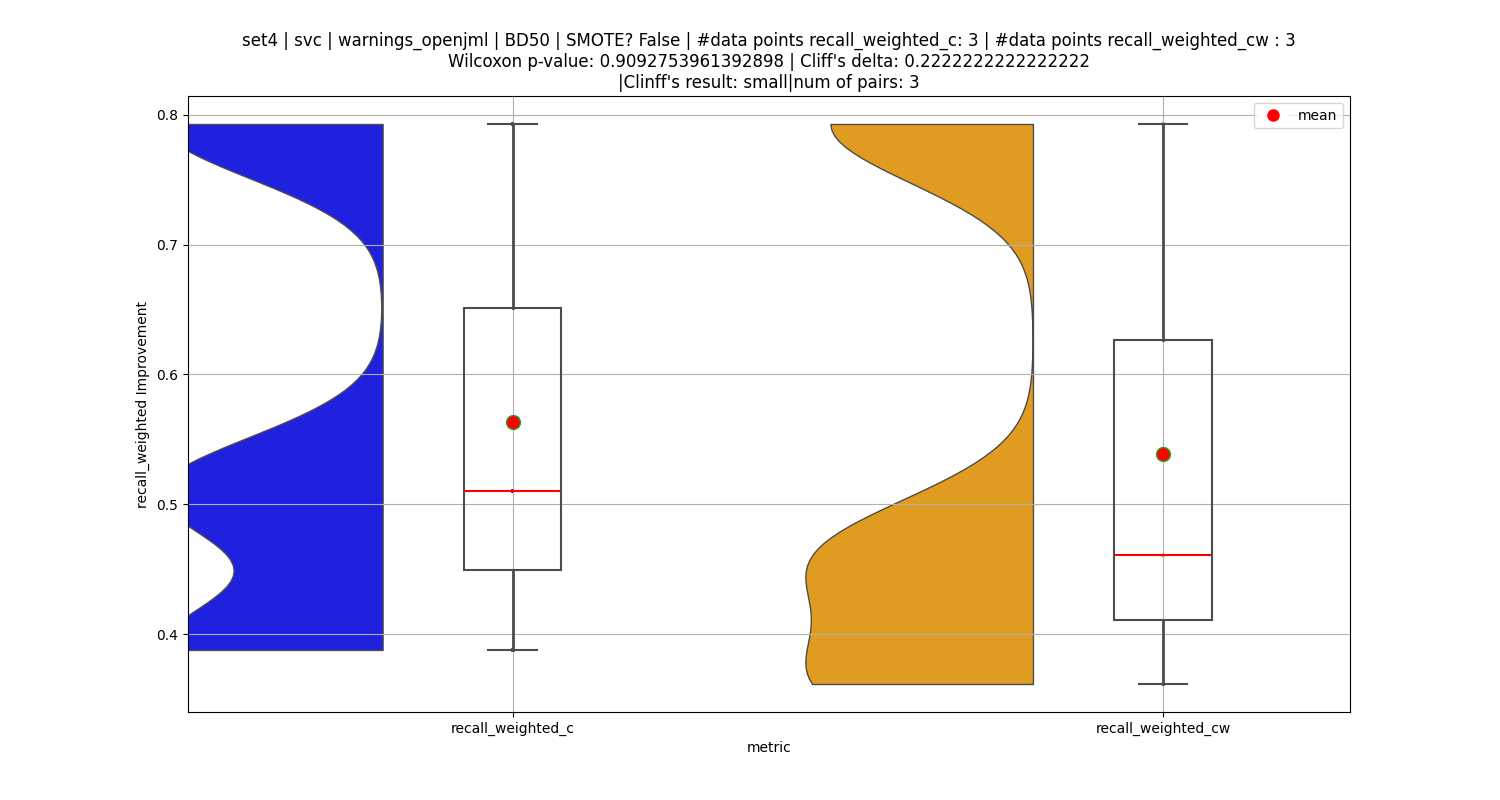 set4 | svc | warnings_openjml | BD50 | SMOTE? False | #data points recall_weighted_c: 3 | #data points recall_weighted_cw : 3
Wilcoxon p-value: 0.9092753961392898 | Cliff's delta: 0.2222222222222222
|Clinff's result: small|num of pairs: 3
mean
0.8
0.7
0.6
0.5
0.4
recall_weighted Improvement
recall_weighted_c
recall_weighted_cw
metric